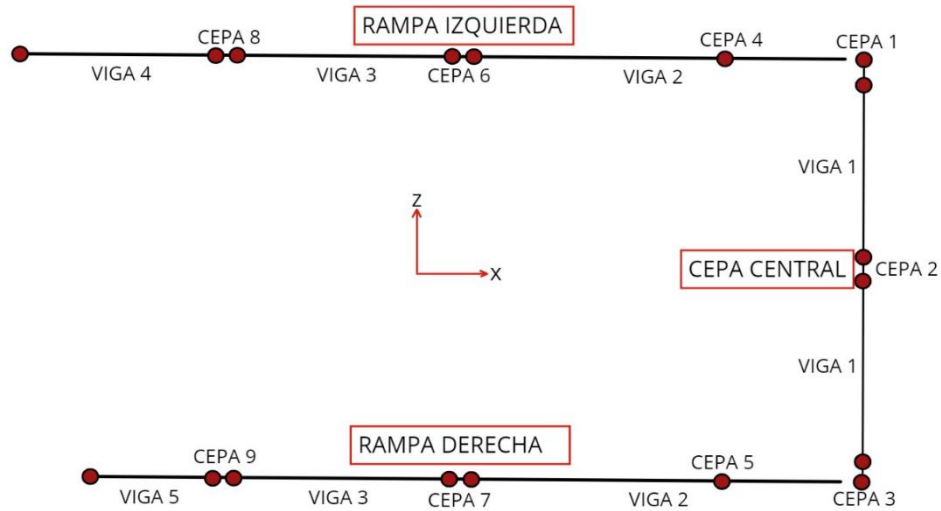 RAMPA IZQUIERDA
CEPA 8
CEPA 4
CEPA 1
VIGA 4
VIGA 3
CEPA 6
VIGA 2
VIGA 1
Z
X
CEPA CENTRAL
CEPA 2
VIGA 1
RAMPA DERECHA
CEPA 9
CEPA 5
VIGA 5
VIGA 3
CEPA 7
VIGA 2
CEPA 3